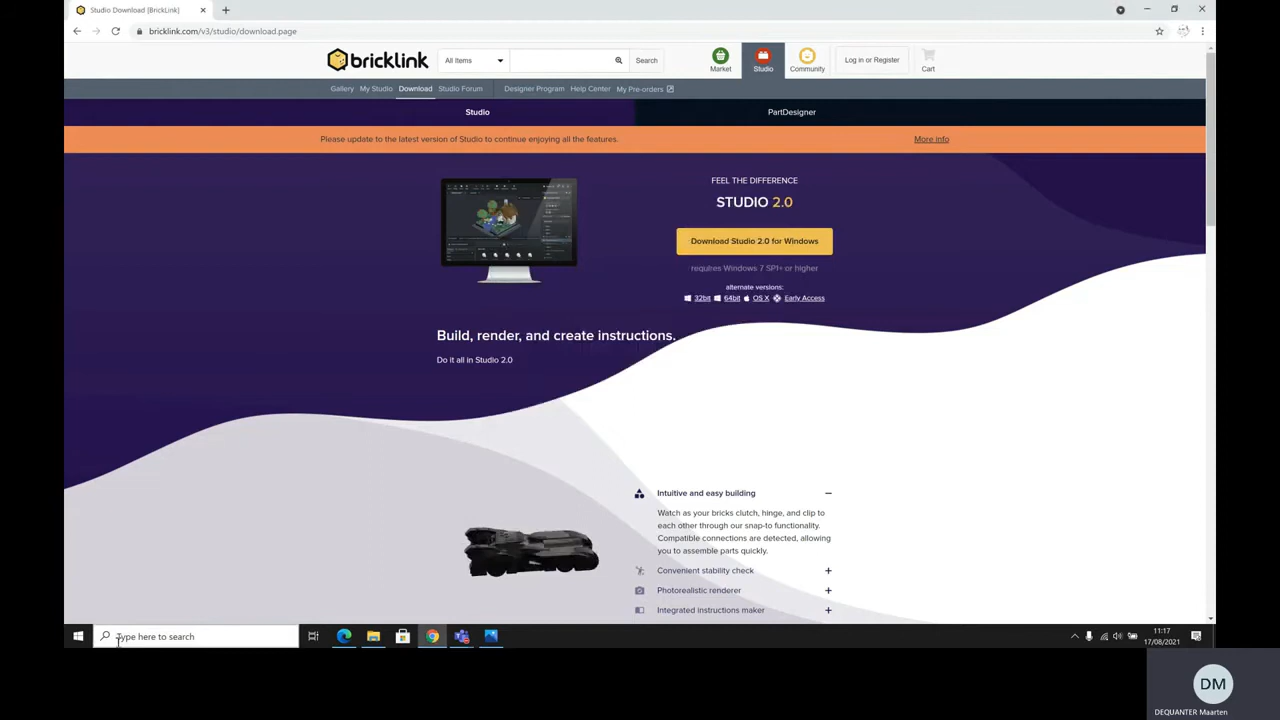 Studio Download [BrickLink]
bricklink.com/v3/studio/download.page
bricklink
All Items
Search
Market
Studio
Community
Log in or Register
Cart
Gallery
My Studio
Download
Studio Forum
Designer Program
Help Center
My Pre-orders
Studio
PartDesigner
Please update to the latest version of Studio to continue enjoying all the features.
More info
FEEL THE DIFFERENCE
STUDIO 2.0
Download Studio 2.0 for Windows
requires Windows 7 SP1+ or higher
alternate versions:
32bit 64bit OS X Early Access
Build, render, and create instructions.
Do it all in Studio 2.0
Intuitive and easy building
Watch as your bricks clutch, hinge, and clip to
each other through our snap-to functionality.
Compatible connections are detected, allowing
you to assemble parts quickly.
Convenient stability check
Photorealistic renderer
Integrated instructions maker
Type here to search
11:17
17/08/2021
DM
DEQUANTER Maarten